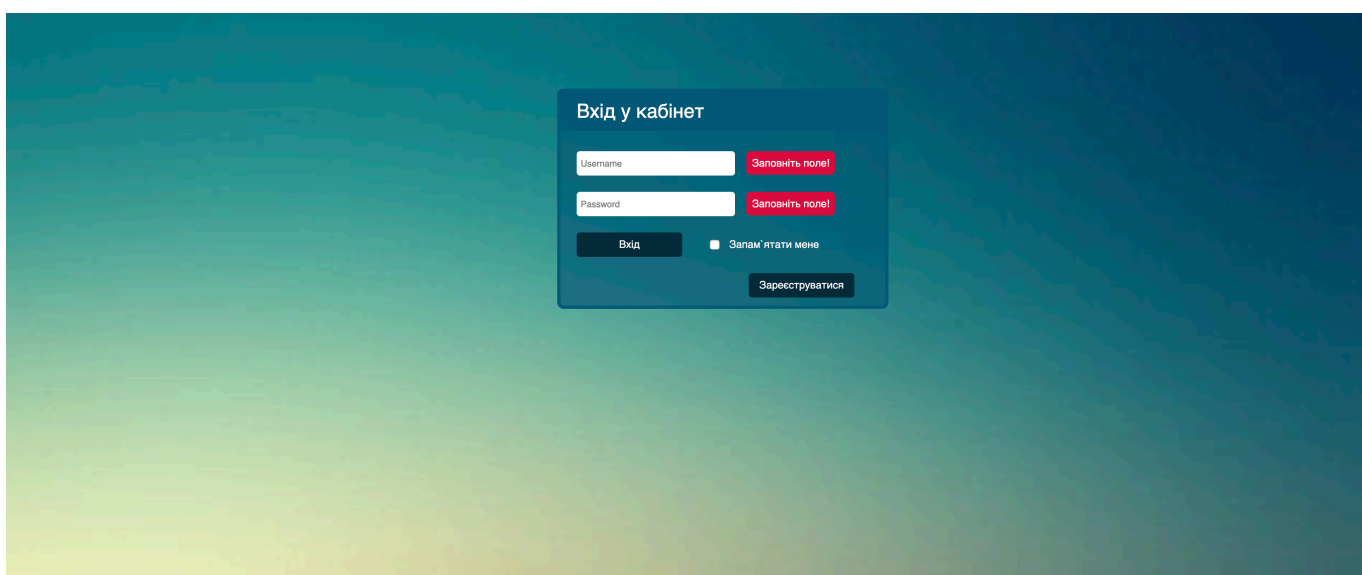 Вхід у кабінет
Username Заповніть поле!
Password Заповніть поле!
Вхід Запам`ятати мене
Зареєструватися